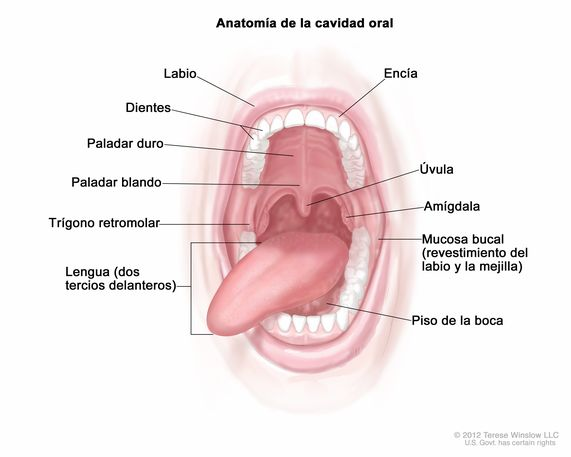 Anatomía de la cavidad oral
Labio
Encía
Dientes
Paladar duro
Úvula
Paladar blando
Amígdala
Trígono retromolar
Mucosa bucal
(revestimiento del
labio y la mejilla)
Lengua (dos
tercios delanteros)
Piso de la boca
© 2012 Terese Winslow LLC
U.S. Govt. has certain rights